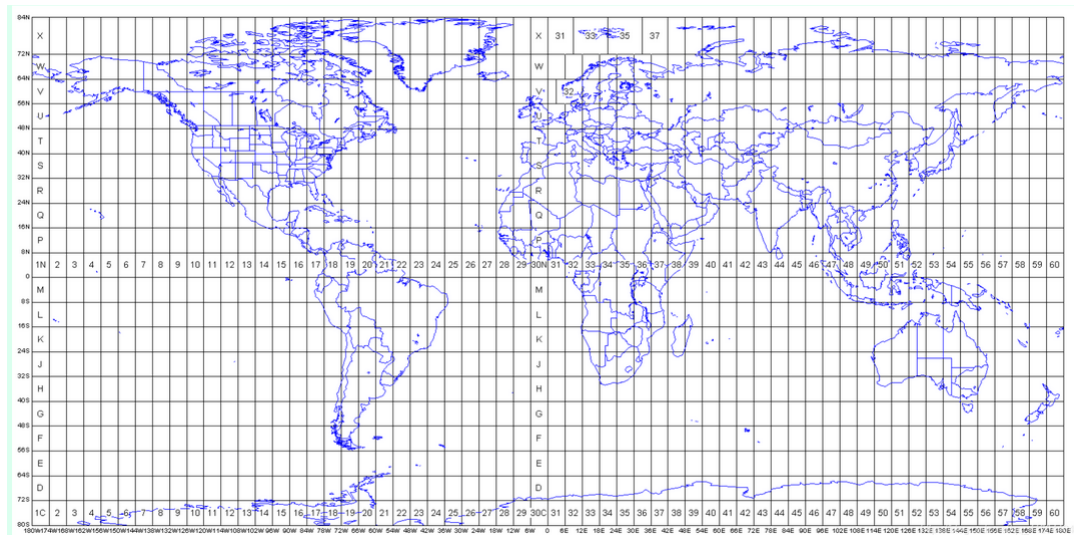 84N
X X 31 33 35 37
72N
W W
64N
V V 32
56N
U U
48N
T T
40N
S S
32N
R R
24N
Q Q
16N
P P
8N
1N 2 3 4 5 6 7 8 9 10 11 12 13 14 15 16 17 18 19 20 21 22 23 24 25 26 27 28 29 30N 31 32 33 34 35 36 37 38 39 40 41 42 43 44 45 46 47 48 49 50 51 52 53 54 55 56 57 58 59 60
0
M M
8S
L L
16S
K K
24S
J J
32S
H H
40S
G G
48S
F F
56S
E E
64S
D D
72S
1C 2 3 4 5 6 8 9 10 11 12 13 14 15 16 17 18 19 20 21 22 23 24 25 26 27 28 29 30C 31 32 33 34 35 36 37 38 39 40 41 42 43 44 45 46 47 48 49 50 51 52 53 54 55 56 57 58 59 60
80S
180W 174W 168W 162W 156W 150W 144W 138W 132W 126W 120W 114W 108W 102W 96W 90W 84W 78W 72W 66W 60W 54W 48W 42W 36W 30W 24W 18W 12W 6W 0 6E 12E 18E 24E 30E 36E 42E 48E 54E 60E 66E 72E 78E 84E 90E 96E 102E 108E 114E 120E 126E 132E 138E 144E 150E 156E 162E 168E 174E 180E